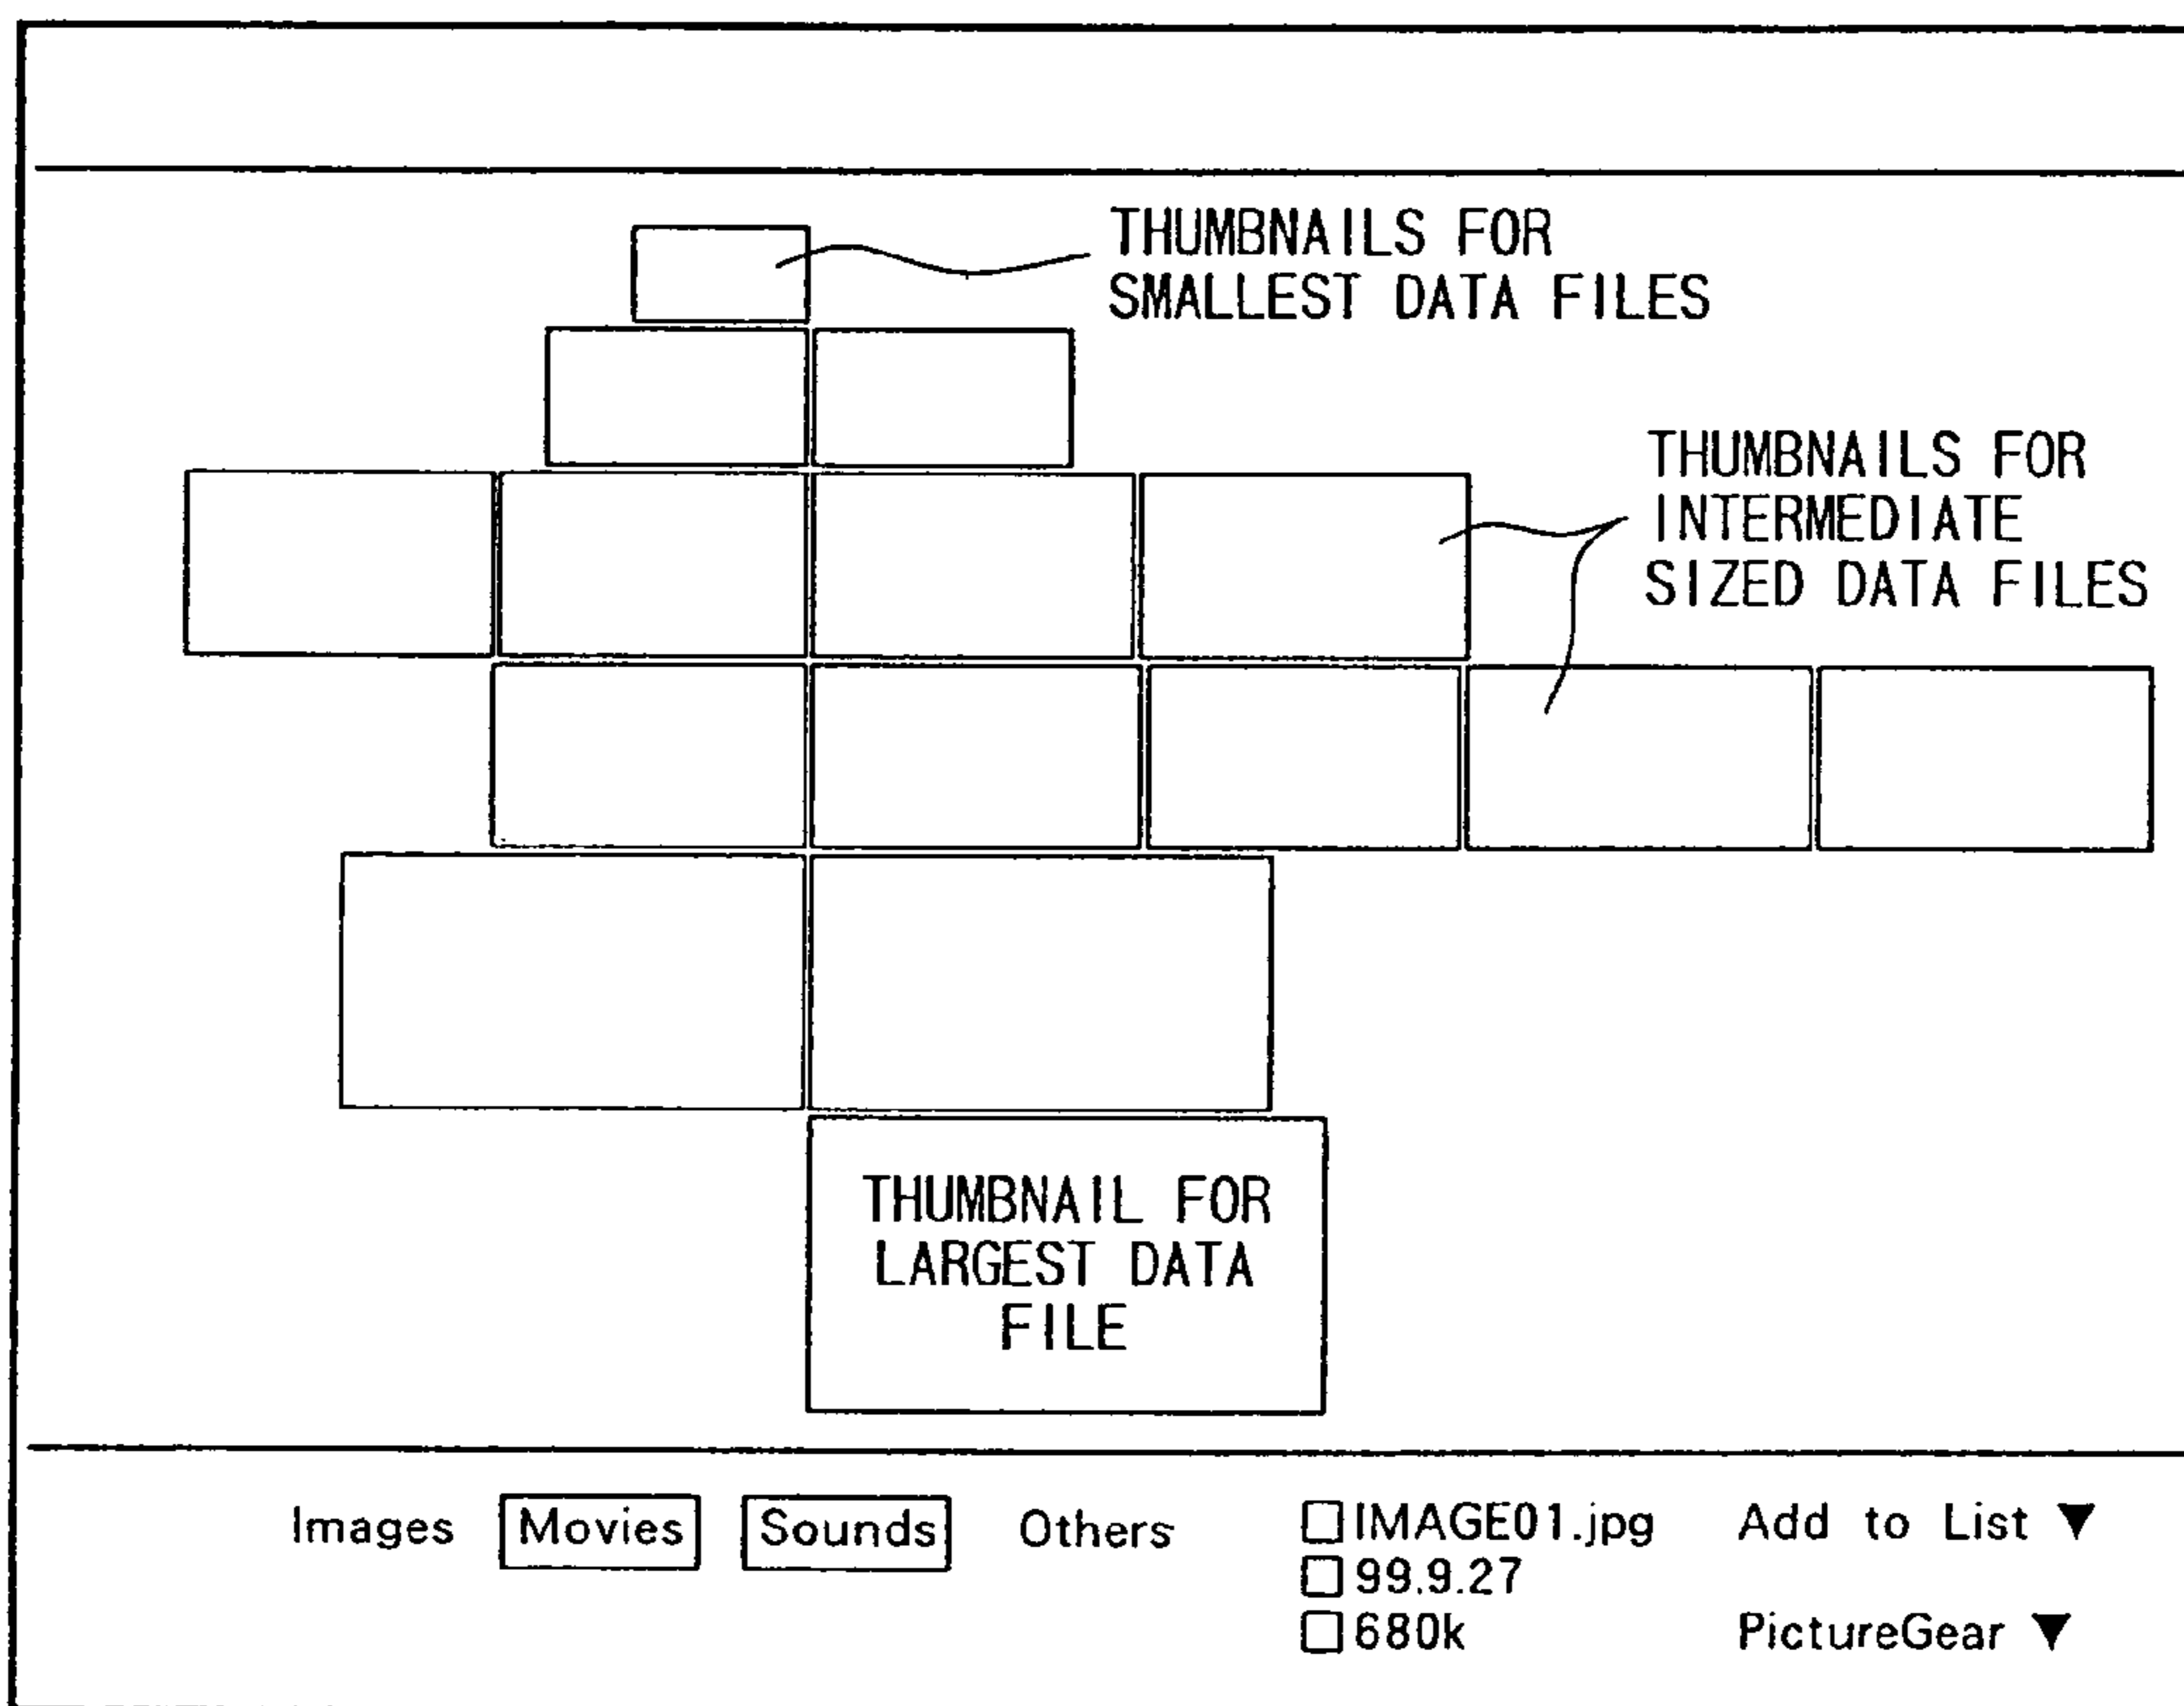 THUMBNAILS FOR
SMALLEST DATA FILES
THUMBNAILS FOR
INTERMEDIATE
SIZED DATA FILES
THUMBNAIL FOR
LARGEST DATA
FILE
Images Movies Sounds Others
IMAGE01.jpg Add to List ▼
99.9.27
680k PictureGear ▼